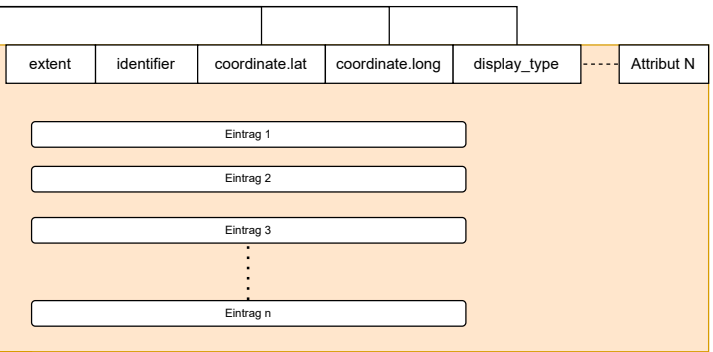 extent identifier coordinate.lat coordinate.long display_type Attribut N
Eintrag 1
Eintrag 2
Eintrag 3
Eintrag n